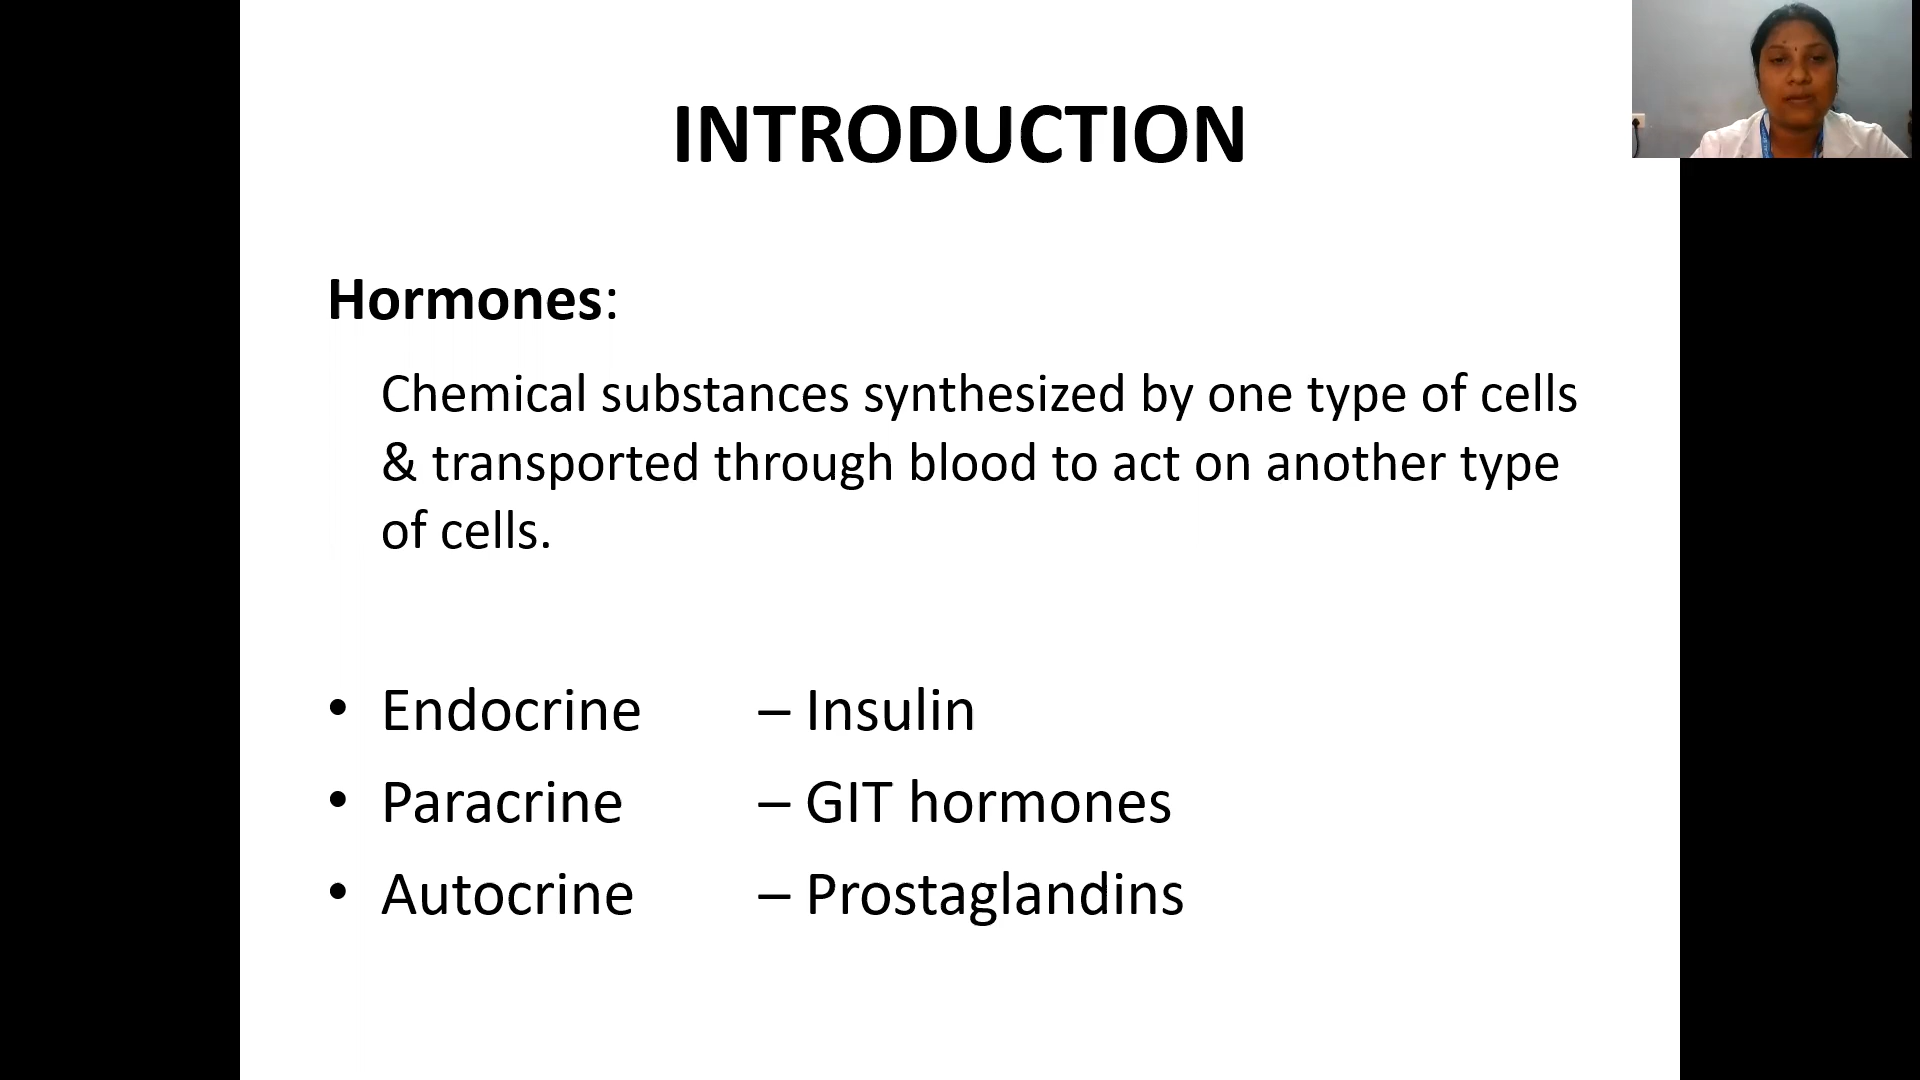 INTRODUCTION
Hormones:
Chemical substances synthesized by one type of cells
& transported through blood to act on another type
of cells.
• Endocrine – Insulin
• Paracrine – GIT hormones
• Autocrine – Prostaglandins